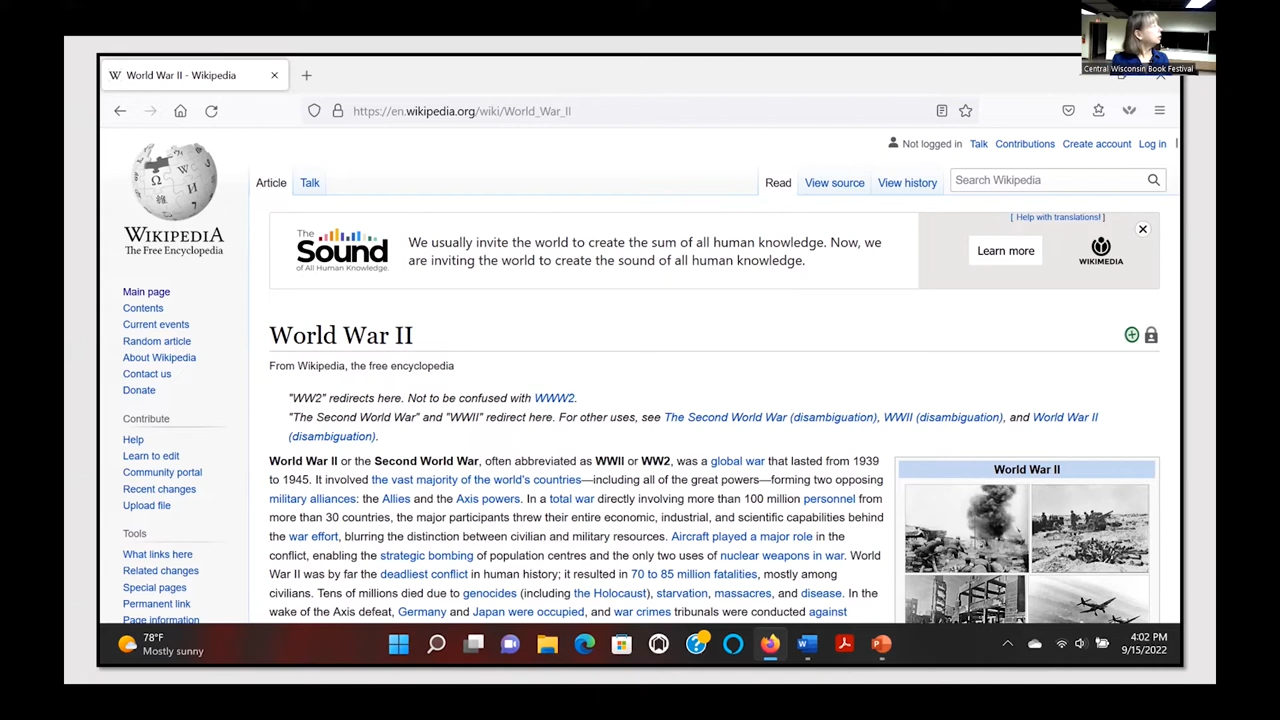 Central Wisconsin Book Festival
World War II - Wikipedia
https://en.wikipedia.org/wiki/World_War_II
Not logged in Talk Contributions Create account Log in
Article Talk Read View source View history Search Wikipedia
WIKIPEDIA
The Free Encyclopedia
Main page
Contents
Current events
Random article
About Wikipedia
Contact us
Donate
Contribute
Help
Learn to edit
Community portal
Recent changes
Upload file
Tools
What links here
Related changes
Special pages
Permanent link
Page information
The
Sound
of All Human Knowledge.
We usually invite the world to create the sum of all human knowledge. Now, we
are inviting the world to create the sound of all human knowledge.
[ Help with translations! ]
Learn more
WIKIMEDIA
World War II
From Wikipedia, the free encyclopedia
"WW2" redirects here. Not to be confused with WWW2.
"The Second World War" and "WWII" redirect here. For other uses, see The Second World War (disambiguation), WWII (disambiguation), and World War II
(disambiguation).
World War II or the Second World War, often abbreviated as WWII or WW2, was a global war that lasted from 1939
to 1945. It involved the vast majority of the world's countries—including all of the great powers—forming two opposing
military alliances: the Allies and the Axis powers. In a total war directly involving more than 100 million personnel from
more than 30 countries, the major participants threw their entire economic, industrial, and scientific capabilities behind
the war effort, blurring the distinction between civilian and military resources. Aircraft played a major role in the
conflict, enabling the strategic bombing of population centres and the only two uses of nuclear weapons in war. World
War II was by far the deadliest conflict in human history; it resulted in 70 to 85 million fatalities, mostly among
civilians. Tens of millions died due to genocides (including the Holocaust), starvation, massacres, and disease. In the
wake of the Axis defeat, Germany and Japan were occupied, and war crimes tribunals were conducted against
World War II
78°F
Mostly sunny
4:02 PM
9/15/2022